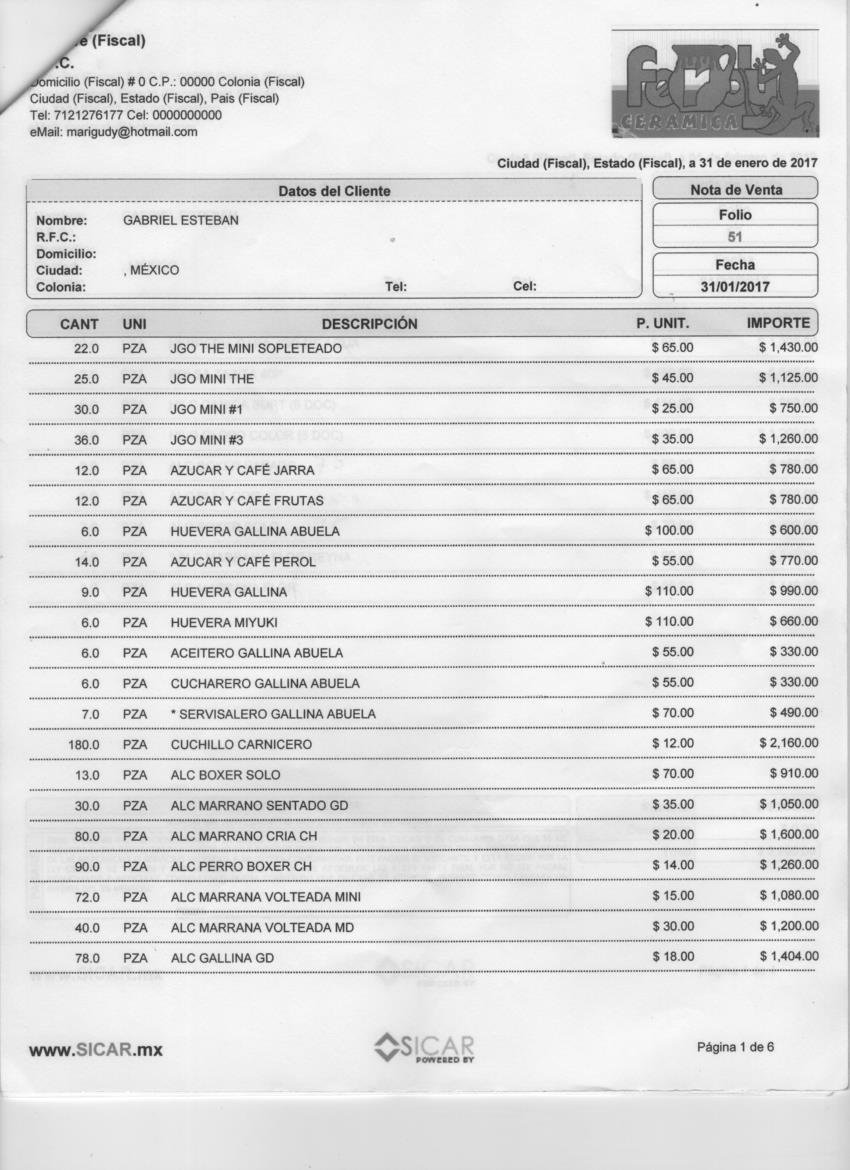 e (Fiscal)
.C.
Domicilio (Fiscal) # 0 C.P.: 00000 Colonia (Fiscal)
Ciudad (Fiscal), Estado (Fiscal), Pais (Fiscal)
Tel: 7121276177 Cel: 0000000000
eMail: marigudy@hotmail.com
CERAMICA
Ciudad (Fiscal), Estado (Fiscal), a 31 de enero de 2017
Datos del Cliente
Nombre: GABRIEL ESTEBAN
R.F.C.:
Domicilio:
Ciudad: , MÉXICO
Colonia: Tel: Cel:
Nota de Venta
Folio
51
Fecha
31/01/2017
CANT UNI DESCRIPCIÓN P. UNIT. IMPORTE
22.0 PZA JGO THE MINI SOPLETEADO $ 65.00 $ 1,430.00
25.0 PZA JGO MINI THE $ 45.00 $ 1,125.00
30.0 PZA JGO MINI #1 $ 25.00 $ 750.00
36.0 PZA JGO MINI #3 $ 35.00 $ 1,260.00
12.0 PZA AZUCAR Y CAFÉ JARRA $ 65.00 $ 780.00
12.0 PZA AZUCAR Y CAFÉ FRUTAS $ 65.00 $ 780.00
6.0 PZA HUEVERA GALLINA ABUELA $ 100.00 $ 600.00
14.0 PZA AZUCAR Y CAFÉ PEROL $ 55.00 $ 770.00
9.0 PZA HUEVERA GALLINA $ 110.00 $ 990.00
6.0 PZA HUEVERA MIYUKI $ 110.00 $ 660.00
6.0 PZA ACEITERO GALLINA ABUELA $ 55.00 $ 330.00
6.0 PZA CUCHARERO GALLINA ABUELA $ 55.00 $ 330.00
7.0 PZA * SERVISALERO GALLINA ABUELA $ 70.00 $ 490.00
180.0 PZA CUCHILLO CARNICERO $ 12.00 $ 2,160.00
13.0 PZA ALC BOXER SOLO $ 70.00 $ 910.00
30.0 PZA ALC MARRANO SENTADO GD $ 35.00 $ 1,050.00
80.0 PZA ALC MARRANO CRIA CH $ 20.00 $ 1,600.00
90.0 PZA ALC PERRO BOXER CH $ 14.00 $ 1,260.00
72.0 PZA ALC MARRANA VOLTEADA MINI $ 15.00 $ 1,080.00
40.0 PZA ALC MARRANA VOLTEADA MD $ 30.00 $ 1,200.00
78.0 PZA ALC GALLINA GD $ 18.00 $ 1,404.00
www.SICAR.mx
SICAR
POWERED BY
Página 1 de 6